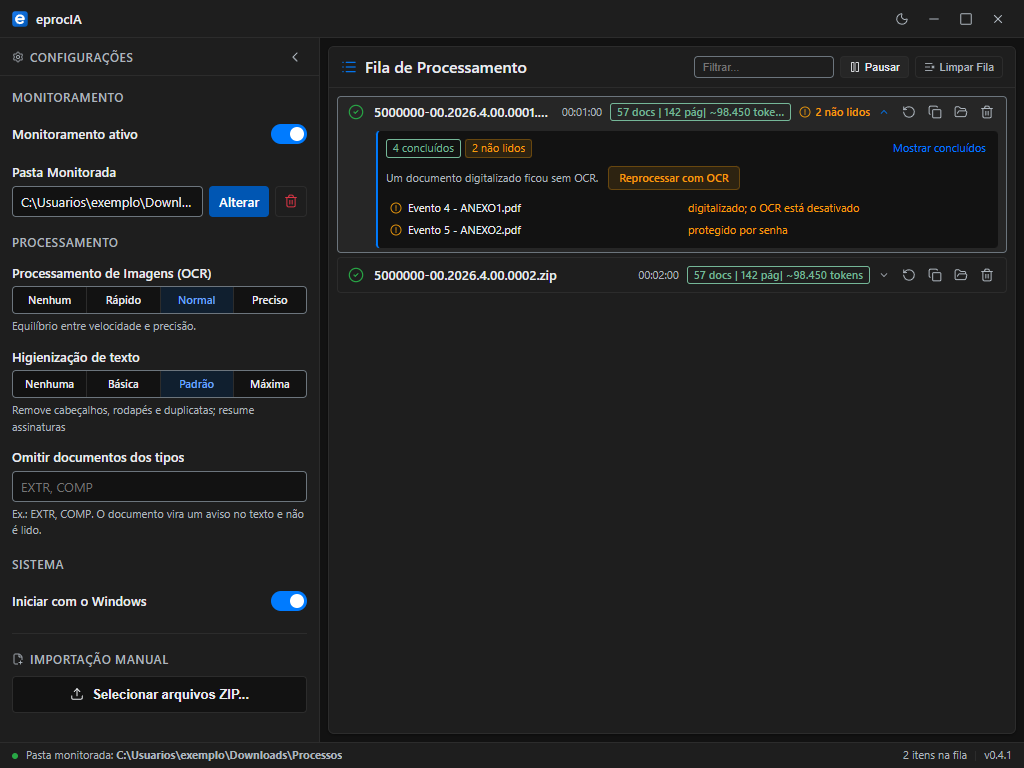 eprocIA
CONFIGURAÇÕES
MONITORAMENTO
Monitoramento ativo
Pasta Monitorada
C:\Usuarios\exemplo\Downl...
Alterar
PROCESSAMENTO
Processamento de Imagens (OCR)
Nenhum Rápido Normal Preciso
Equilíbrio entre velocidade e precisão.
Higienização de texto
Nenhuma Básica Padrão Máxima
Remove cabeçalhos, rodapés e duplicatas; resume
assinaturas
Omitir documentos dos tipos
EXTR, COMP
Ex.: EXTR, COMP. O documento vira um aviso no texto e não
é lido.
SISTEMA
Iniciar com o Windows
IMPORTAÇÃO MANUAL
Selecionar arquivos ZIP...
Fila de Processamento
Filtrar...
Pausar
Limpar Fila
5000000-00.2026.4.00.0001.... 00:01:00 57 docs | 142 pág| ~98.450 toke... 2 não lidos
4 concluídos 2 não lidos Mostrar concluídos
Um documento digitalizado ficou sem OCR. Reprocessar com OCR
Evento 4 - ANEXO1.pdf digitalizado; o OCR está desativado
Evento 5 - ANEXO2.pdf protegido por senha
5000000-00.2026.4.00.0002.zip 00:02:00 57 docs | 142 pág| ~98.450 tokens
Pasta monitorada: C:\Usuarios\exemplo\Downloads\Processos
2 itens na fila v0.4.1